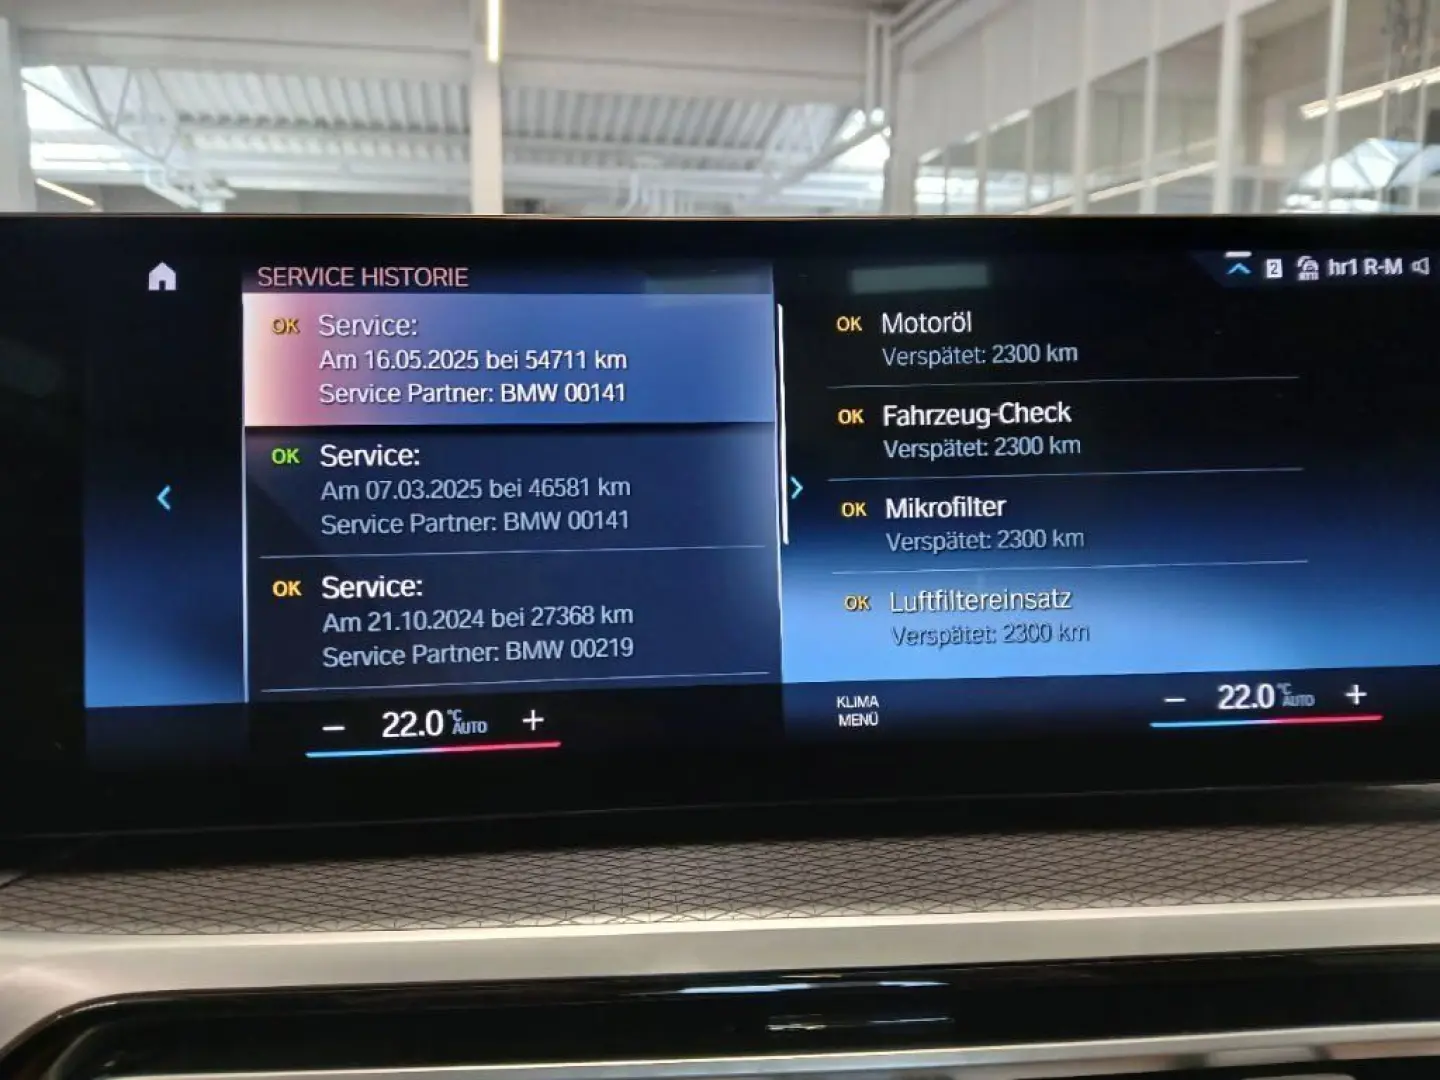 SERVICE HISTORIE
OK Service:
Am 16.05.2025 bei 54711 km
Service Partner: BMW 00141
OK Service:
Am 07.03.2025 bei 46581 km
Service Partner: BMW 00141
OK Service:
Am 21.10.2024 bei 27368 km
Service Partner: BMW 00219
2 hr1 R-M
OK Motoröl
Verspätet: 2300 km
OK Fahrzeug-Check
Verspätet: 2300 km
OK Mikrofilter
Verspätet: 2300 km
OK Luftfiltereinsatz
Verspätet: 2300 km
− 22.0 °C AUTO +
KLIMA
MENÜ
− 22.0 °C AUTO +